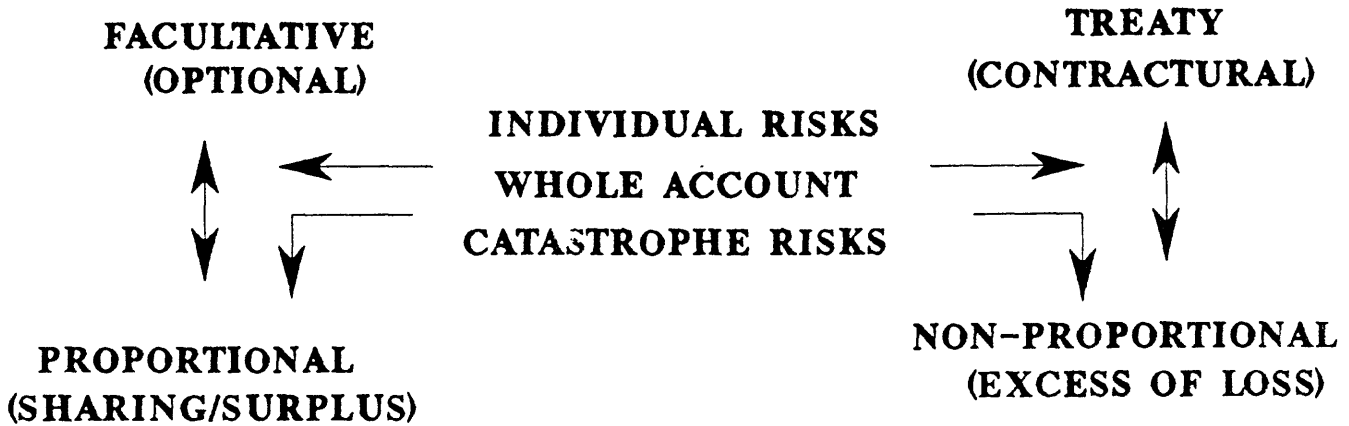 FACULTATIVE
(OPTIONAL)
TREATY
(CONTRACTURAL)
INDIVIDUAL RISKS
WHOLE ACCOUNT
CATASTROPHE RISKS
PROPORTIONAL
(SHARING/SURPLUS)
NON-PROPORTIONAL
(EXCESS OF LOSS)